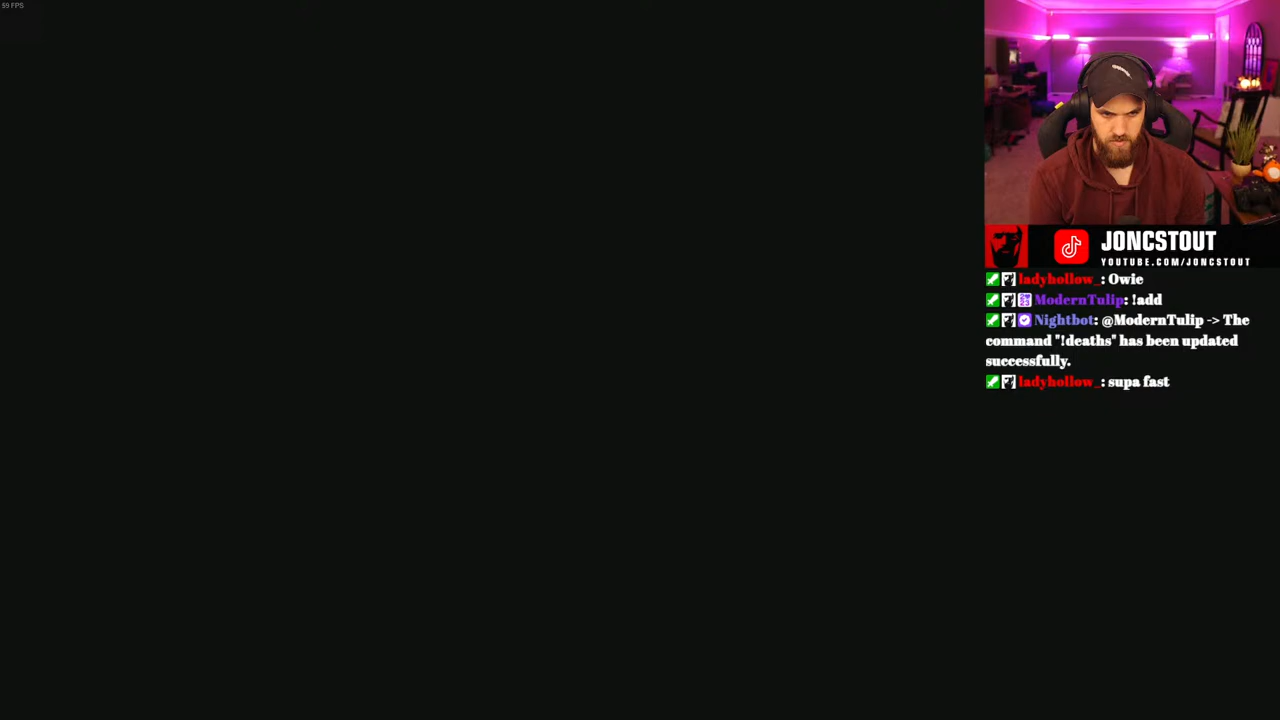 59 FPS
JONCSTOUT
YOUTUBE.COM/JONCSTOUT
ladyhollow_: Owie
ModernTulip: !add
Nightbot: @ModernTulip -> The
command "!deaths" has been updated
successfully.
ladyhollow_: supa fast